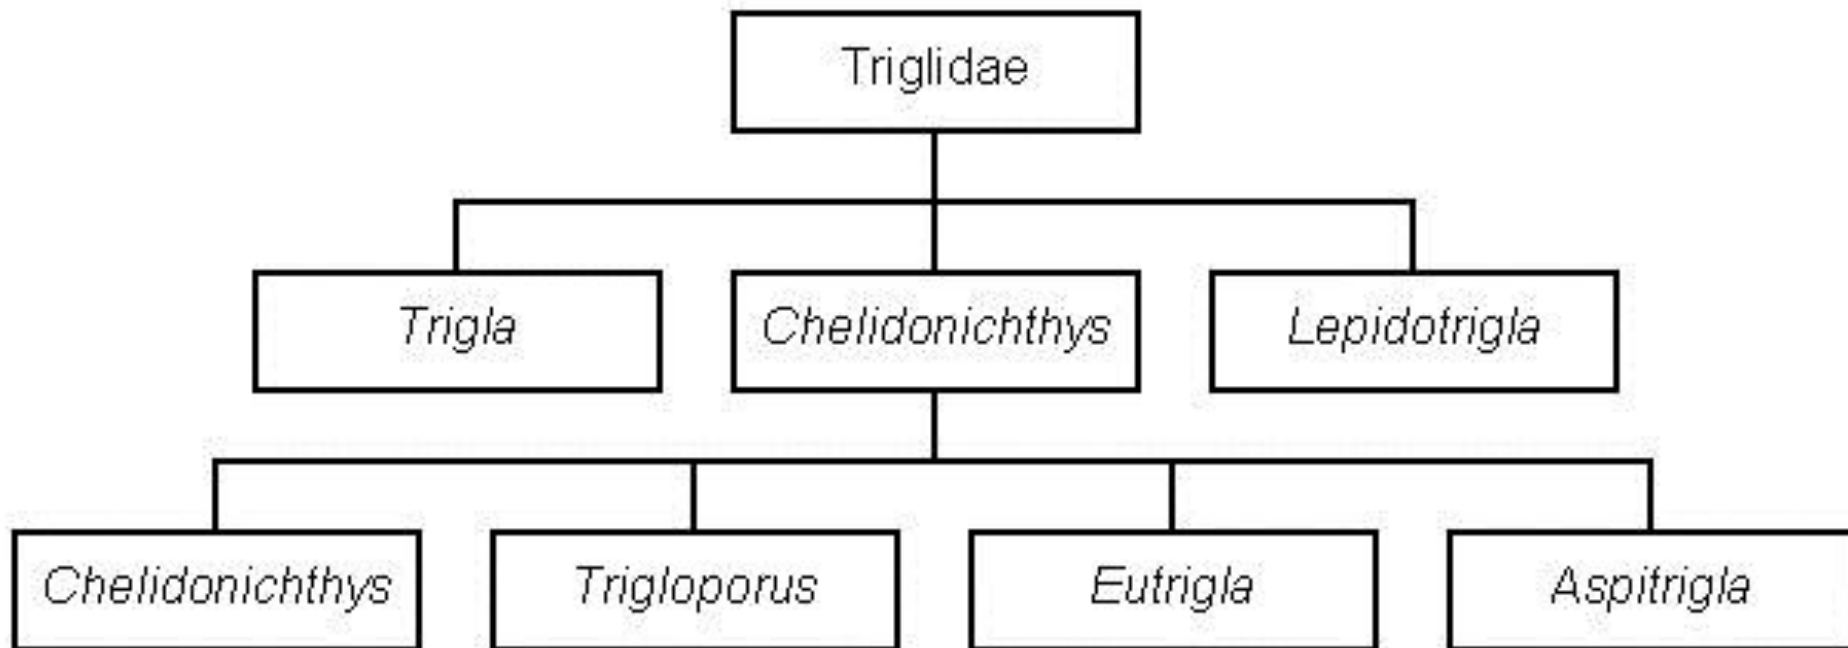 Triglidae
Trigla
Chelidonichthys
Lepidotrigla
Chelidonichthys
Trigloporus
Eutrigla
Aspitrigla